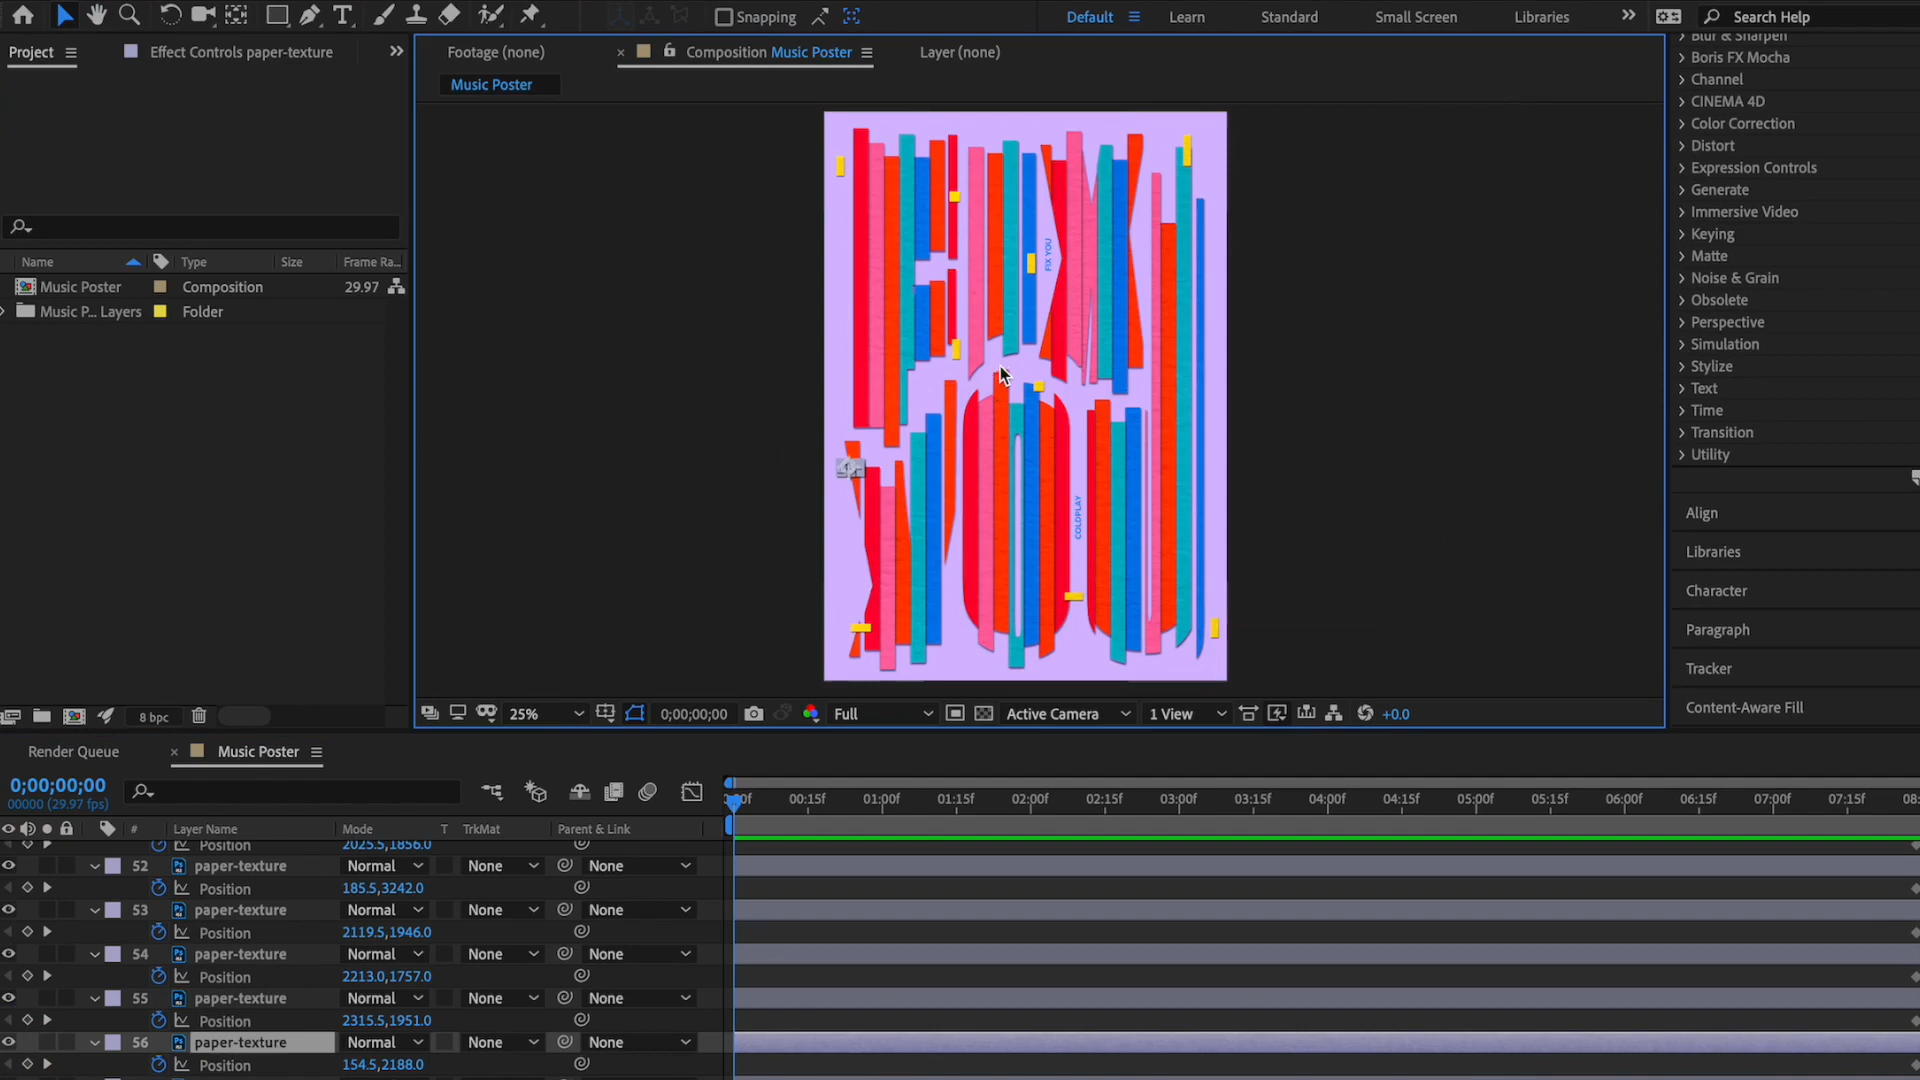 Snapping
Default
Learn
Standard
Small Screen
Libraries
Search Help
Project
Effect Controls paper-texture
Footage (none)
Composition Music Poster
Layer (none)
Music Poster
Name
Type
Size
Frame Ra...
Music Poster
Composition
29.97
Music P... Layers
Folder
8 bpc
FIX YOU
COLDPLAY
25%
0;00;00;00
Full
Active Camera
1 View
+0.0
Blur & Sharpen
Boris FX Mocha
Channel
CINEMA 4D
Color Correction
Distort
Expression Controls
Generate
Immersive Video
Keying
Matte
Noise & Grain
Obsolete
Perspective
Simulation
Stylize
Text
Time
Transition
Utility
Align
Libraries
Character
Paragraph
Tracker
Content-Aware Fill
Render Queue
Music Poster
0;00;00;00
00000 (29.97 fps)
00:15f 01:00f 01:15f 02:00f 02:15f 03:00f 03:15f 04:00f 04:15f 05:00f 05:15f 06:00f 06:15f 07:00f 07:15f 08:
# Layer Name Mode T TrkMat Parent & Link
Position 2025.5,1856.0
52 paper-texture Normal None None
Position 185.5,3242.0
53 paper-texture Normal None None
Position 2119.5,1946.0
54 paper-texture Normal None None
Position 2213.0,1757.0
55 paper-texture Normal None None
Position 2315.5,1951.0
56 paper-texture Normal None None
Position 154.5,2188.0